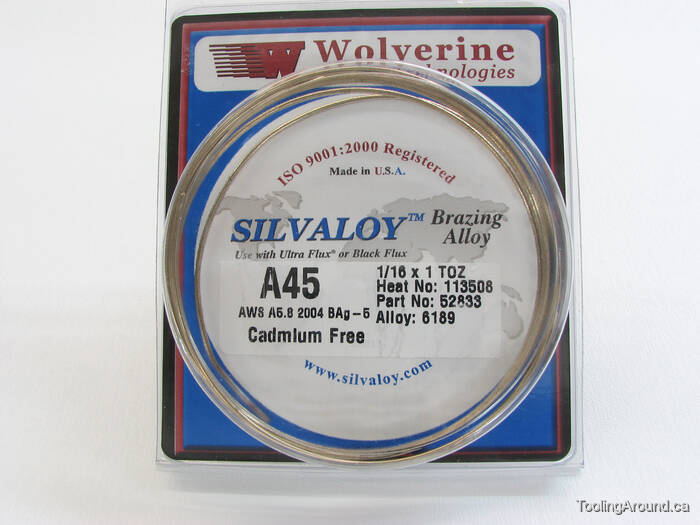 W Wolverine
ISO 9001:2000 Registered
Made in U.S.A.
SILVALOY™ Brazing
Alloy
Use with Ultra Flux® or Black Flux
A45
AWS A5.8 2004 BAg-5
Cadmium Free
1/16 x 1 TOZ
Heat No: 113508
Part No: 52833
Alloy: 6189
www.silvaloy.com
ToolingAround.ca